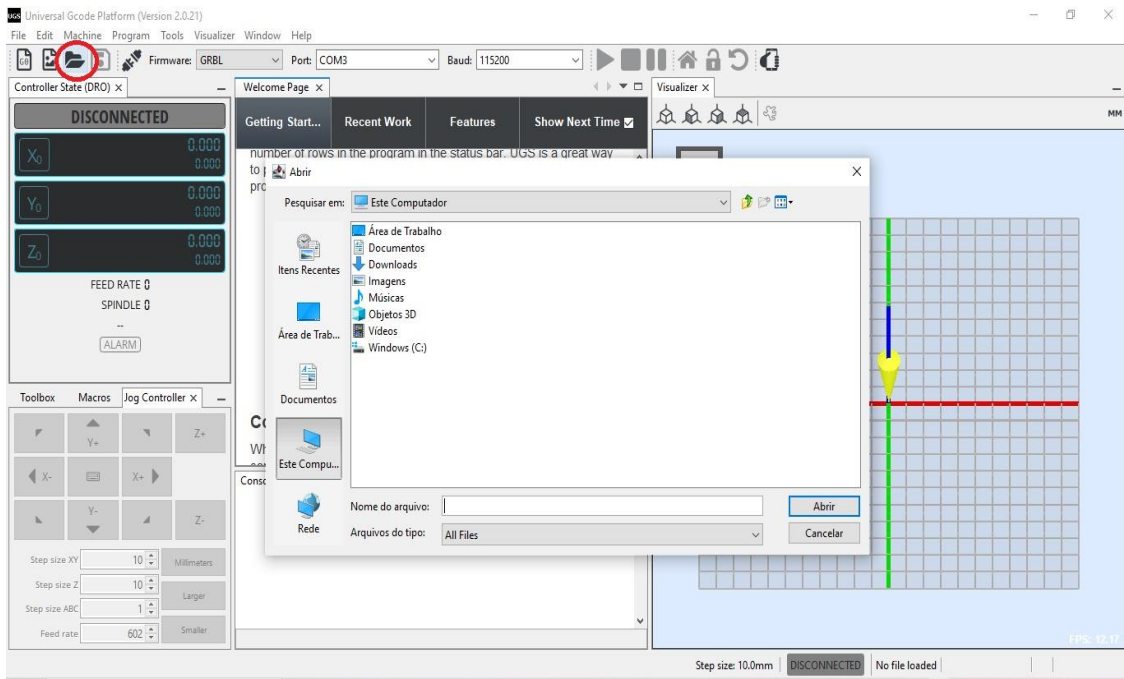 UGS Universal Gcode Platform (Version 2.0.21)
File Edit Machine Program Tools Visualizer Window Help
G0 Firmware: GRBL Port: COM3 Baud: 115200
Controller State (DRO) × Welcome Page × Visualizer ×
DISCONNECTED
Getting Start... Recent Work Features Show Next Time
MM
X0 0.000
0.000
Y0 0.000
0.000
Z0 0.000
0.000
FEED RATE 0
SPINDLE 0
--
ALARM
number of rows in the program in the status bar. UGS is a great way
to
pro
Abrir
Pesquisar em: Este Computador
Itens Recentes
Área de Trab...
Documentos
Este Compu...
Rede
Área de Trabalho
Documentos
Downloads
Imagens
Músicas
Objetos 3D
Vídeos
Windows (C:)
Nome do arquivo: Abrir
Arquivos do tipo: All Files Cancelar
Toolbox Macros Jog Controller ×
Y+ Z+
X- X+
Y- Z-
Step size XY 10 Millimeters
Step size Z 10 Larger
Step size ABC 1
Feed rate 602 Smaller
FPS: 12.17
Step size: 10.0mm DISCONNECTED No file loaded